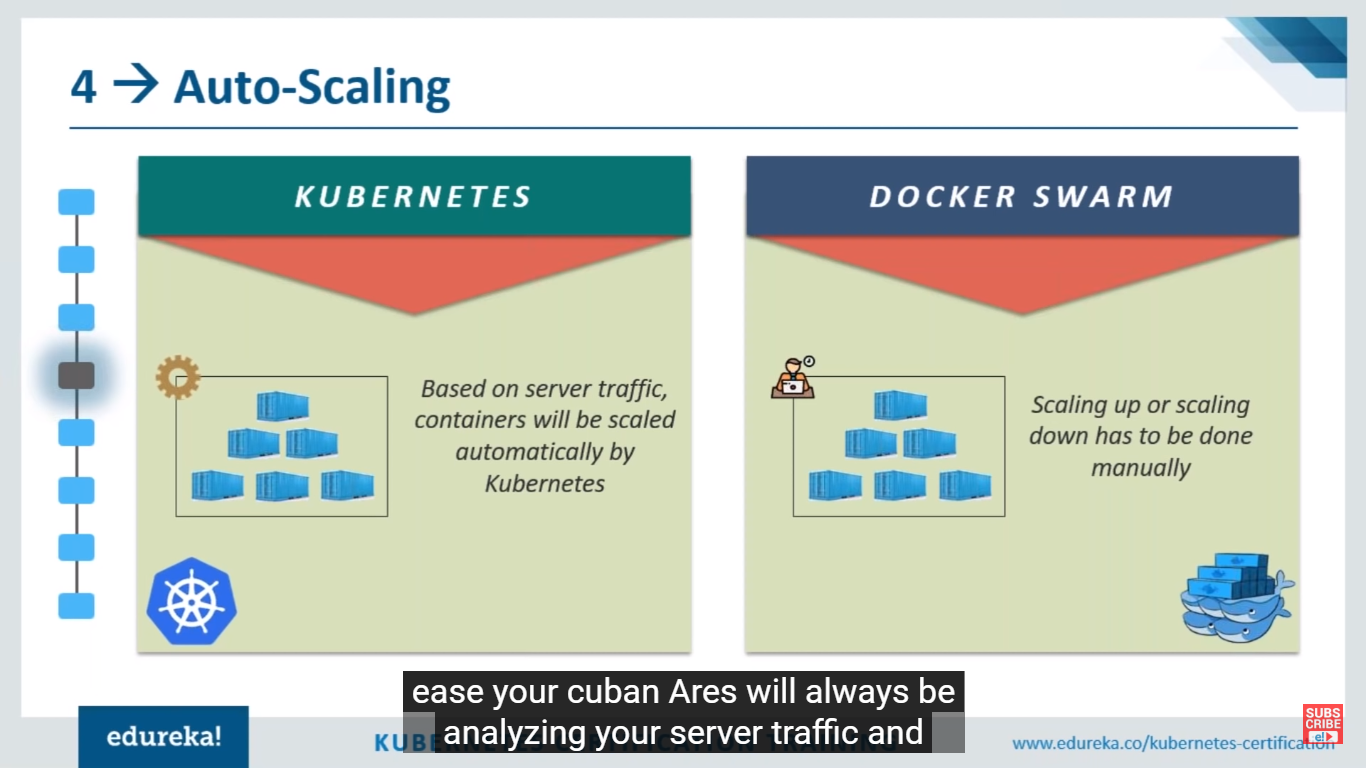 4 → Auto-Scaling
KUBERNETES
Based on server traffic,
containers will be scaled
automatically by
Kubernetes
DOCKER SWARM
Scaling up or scaling
down has to be done
manually
ease your cuban Ares will always be
analyzing your server traffic and
edureka!
www.edureka.co/kubernetes-certification
SUBS
CRIBE
e!